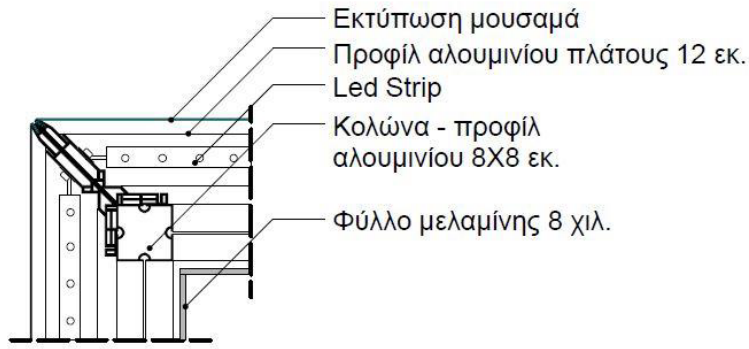 Εκτύπωση μουσαμά
Προφίλ αλουμινίου πλάτους 12 εκ.
Led Strip
Κολώνα - προφίλ
αλουμινίου 8Χ8 εκ.
Φύλλο μελαμίνης 8 χιλ.